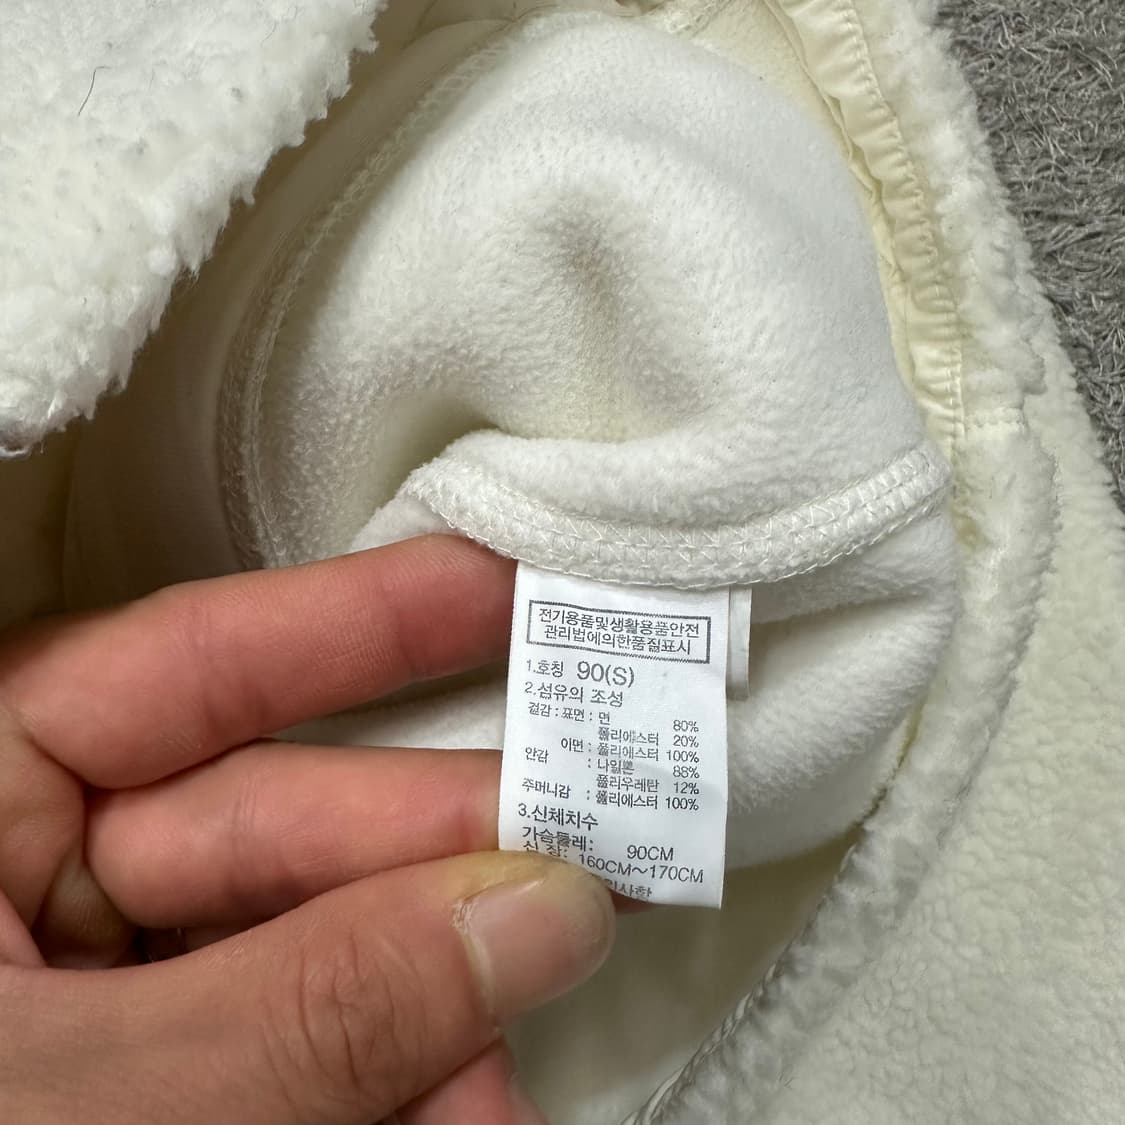 전기용품및생활용품안전
관리법에의한품질표시
1.호칭 90(S)
2.섬유의 조성
겉감 : 표면 : 면 80%
폴리에스터 20%
이면 : 폴리에스터 100%
안감 : 나일론 88%
폴리우레탄 12%
주머니감 : 폴리에스터 100%
3.신체치수
가슴둘레: 90CM
신 장: 160CM~170CM